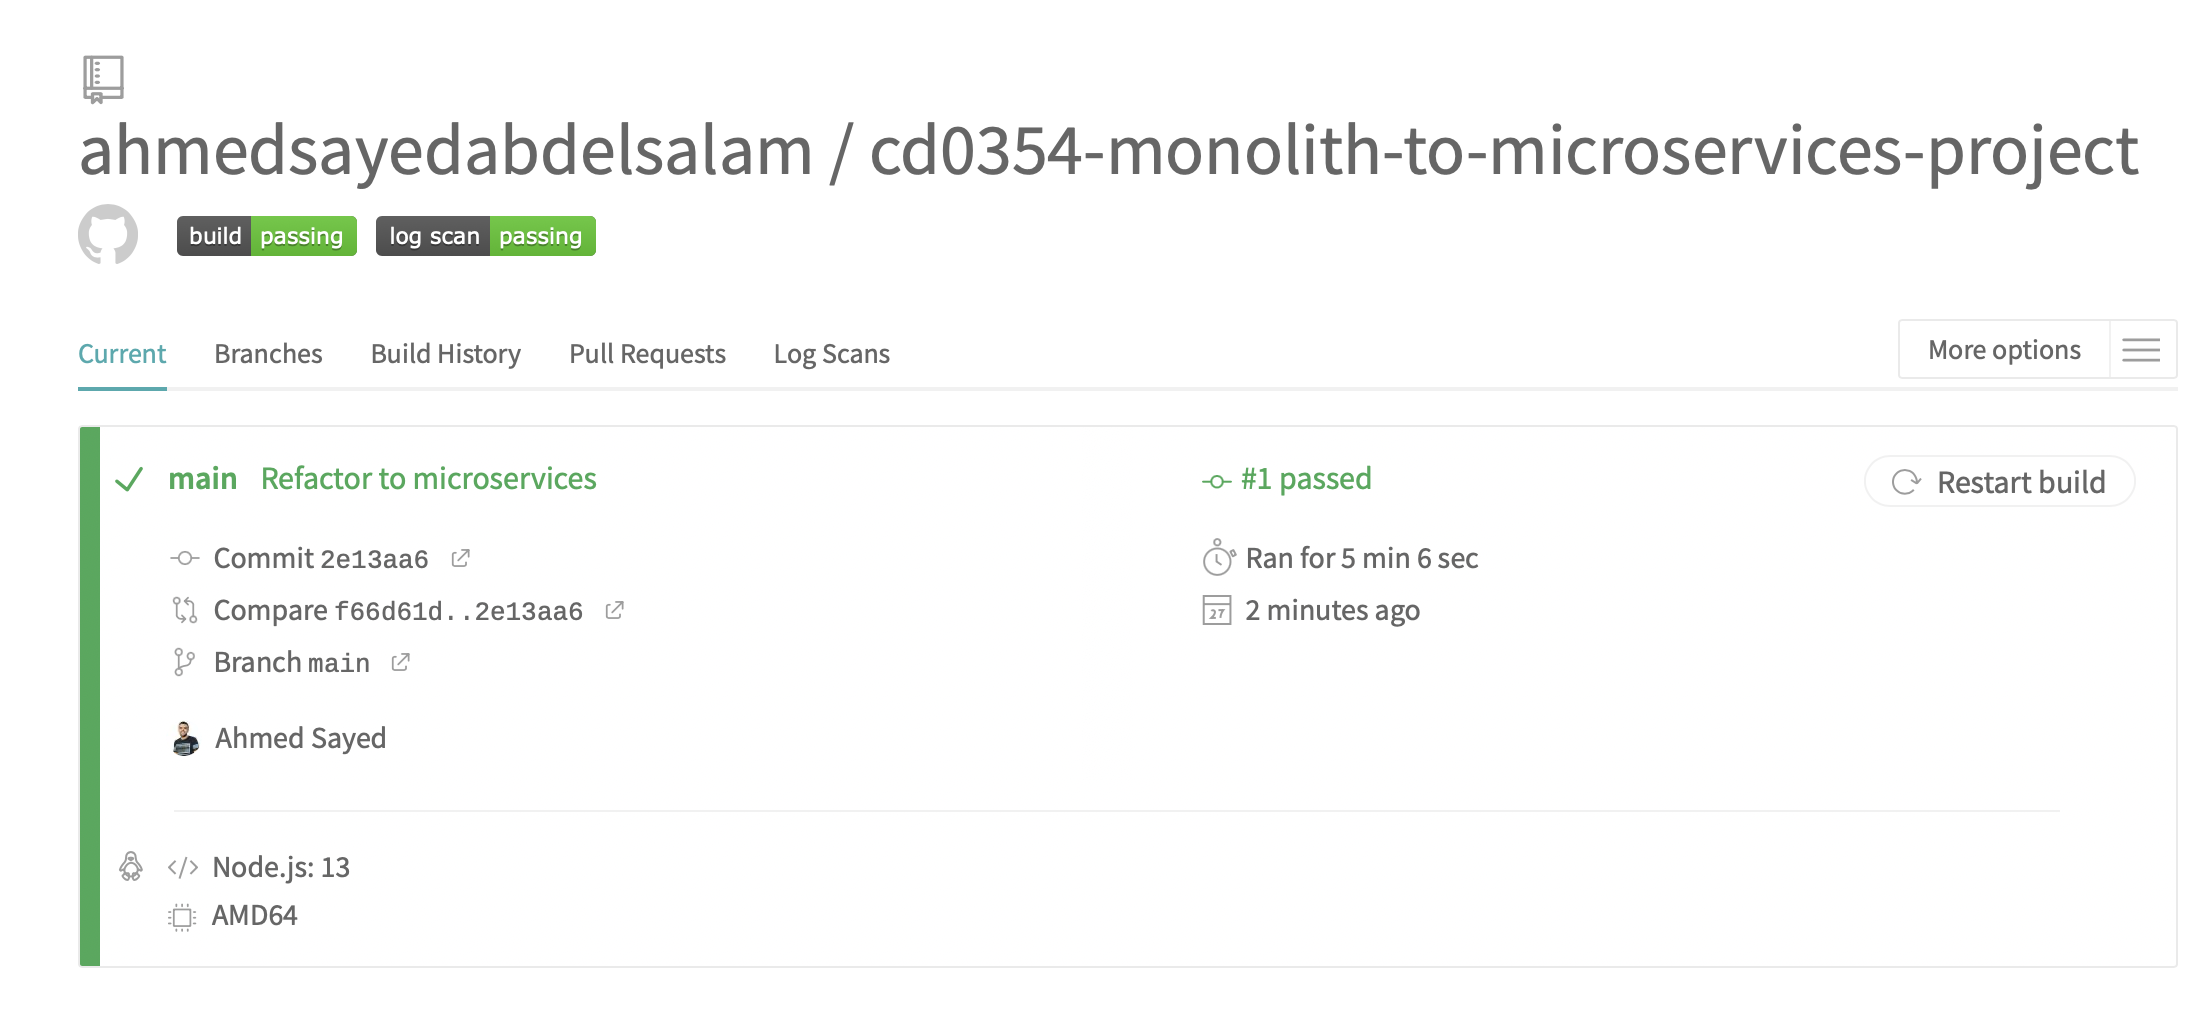 ahmedsayedabdelsalam / cd0354-monolith-to-microservices-project
build passing log scan passing
Current Branches Build History Pull Requests Log Scans More options
main Refactor to microservices #1 passed Restart build
Commit 2e13aa6 Ran for 5 min 6 sec
Compare f66d61d..2e13aa6 27 2 minutes ago
Branch main
Ahmed Sayed
</> Node.js: 13
AMD64